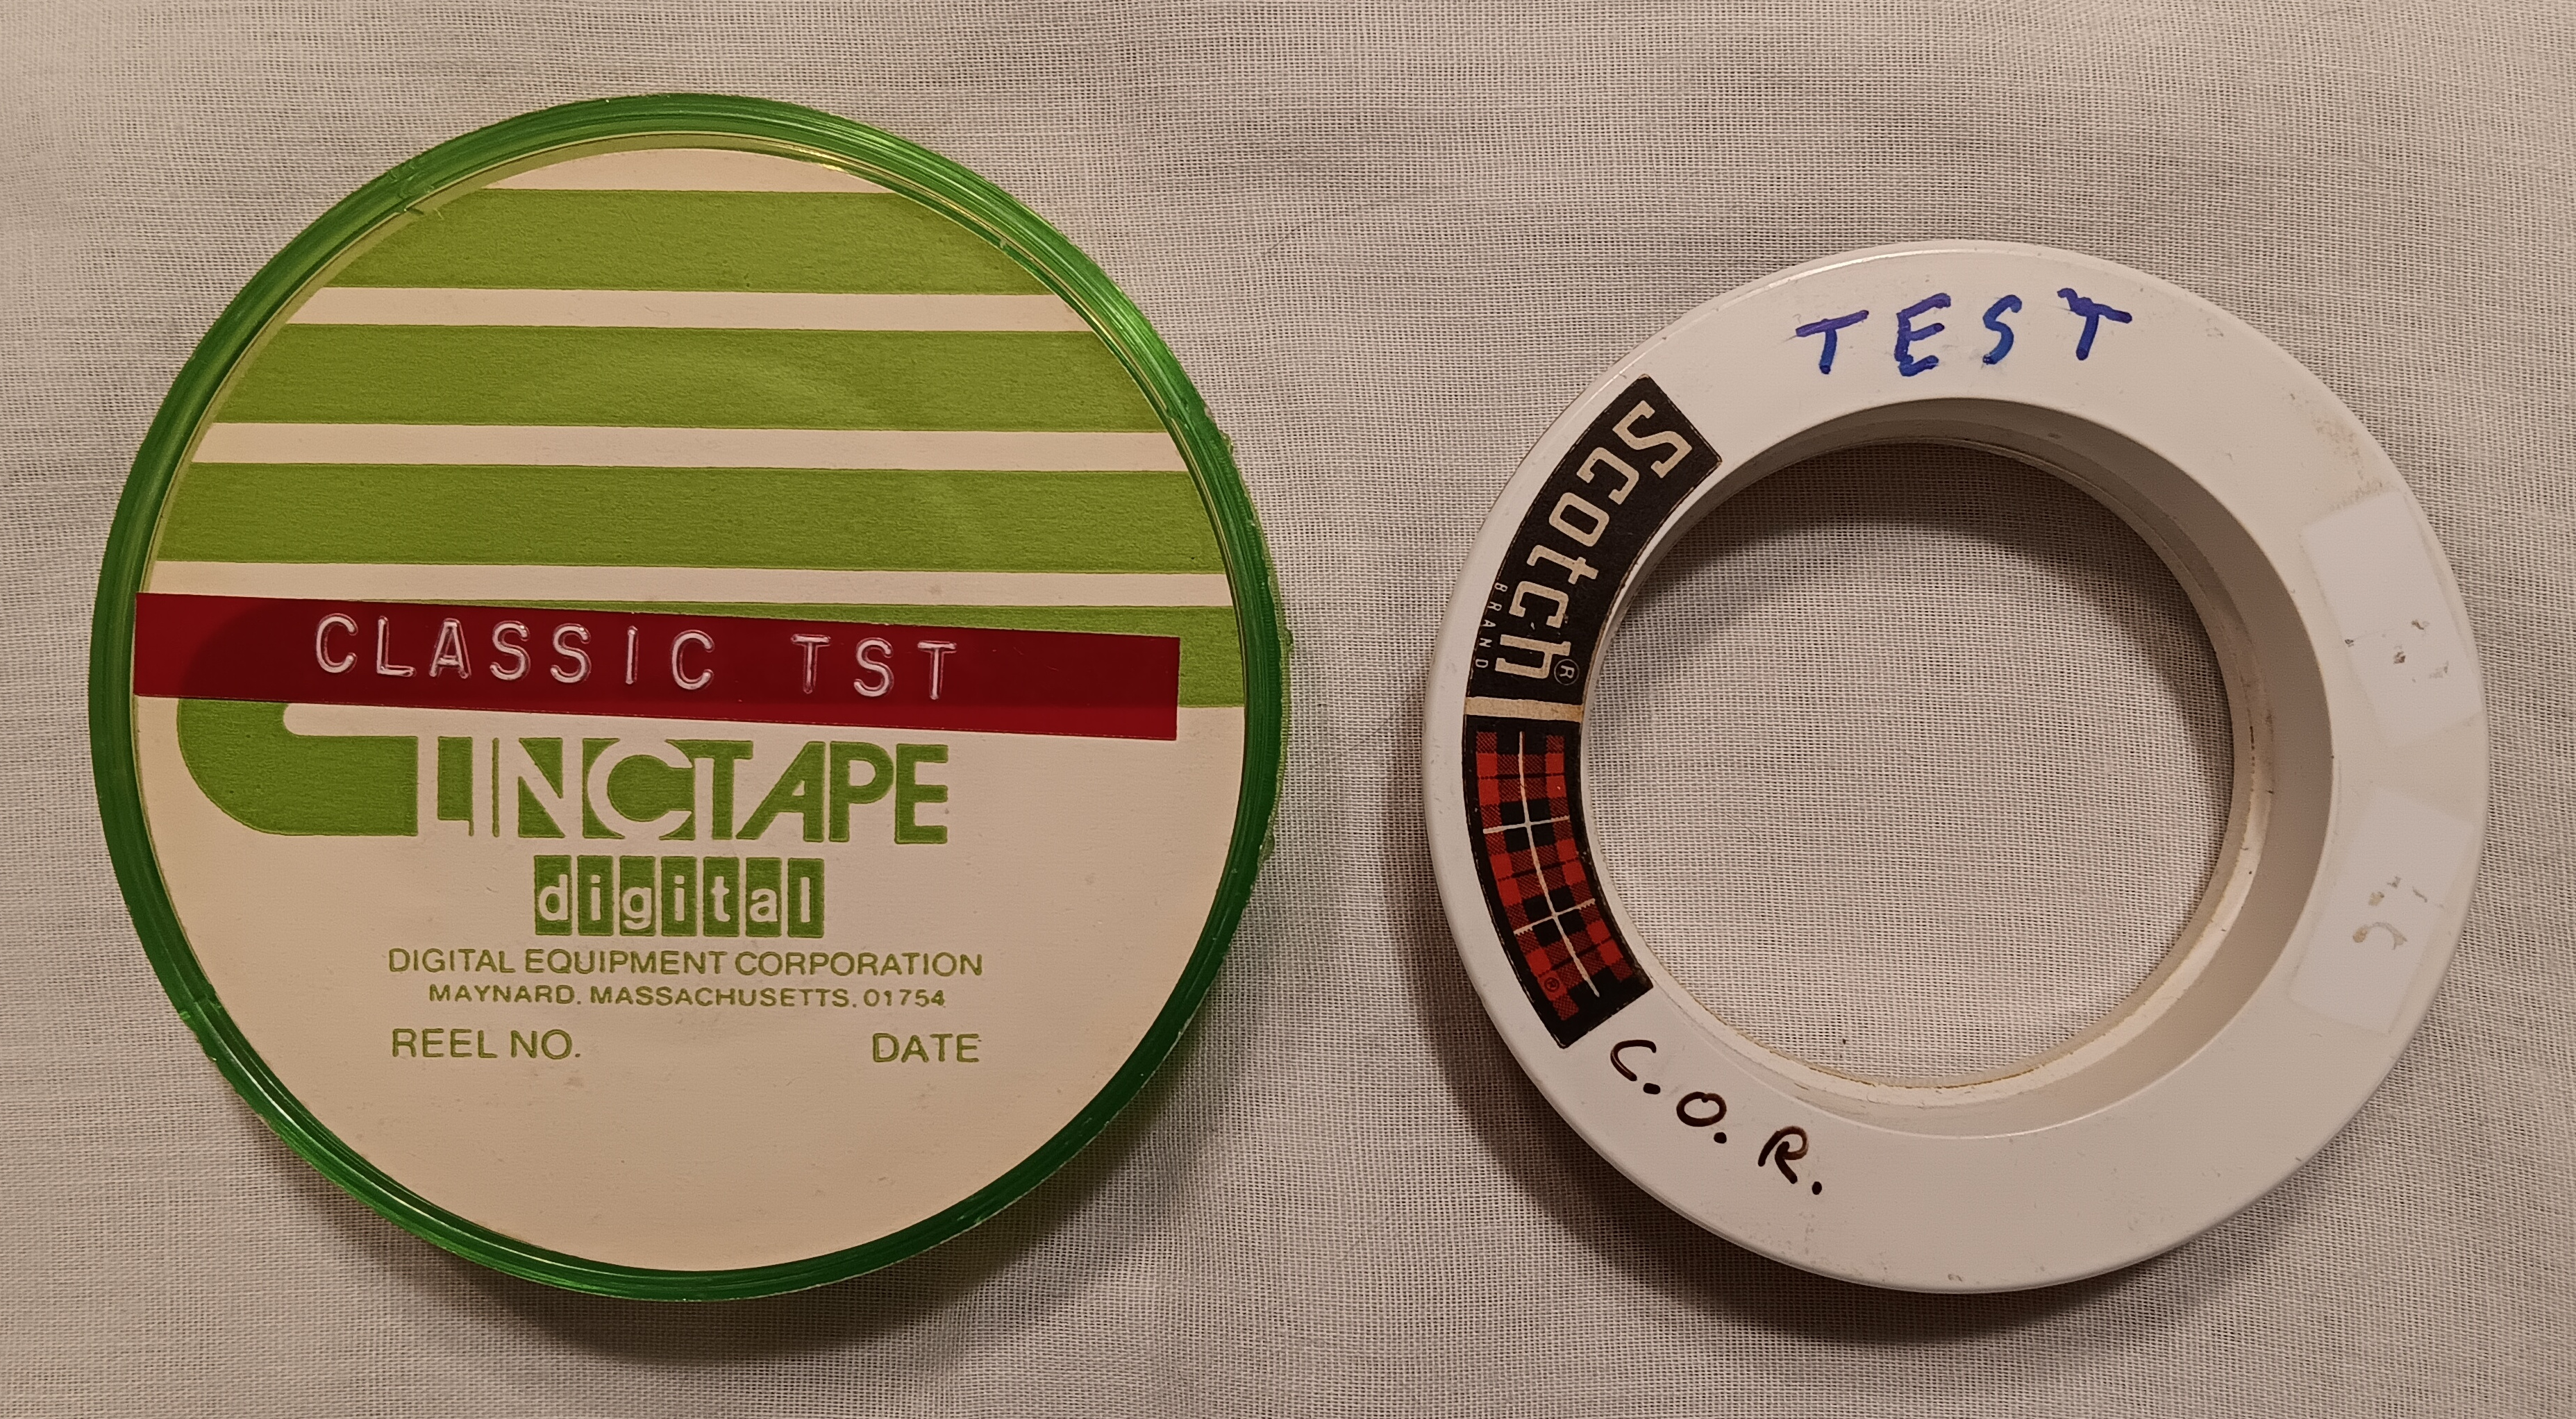 CLASSIC TST
LINCTAPE
digital
DIGITAL EQUIPMENT CORPORATION
MAYNARD, MASSACHUSETTS, 01754
REEL NO.
DATE
TEST
Scotch®
BRAND
C.O.R.